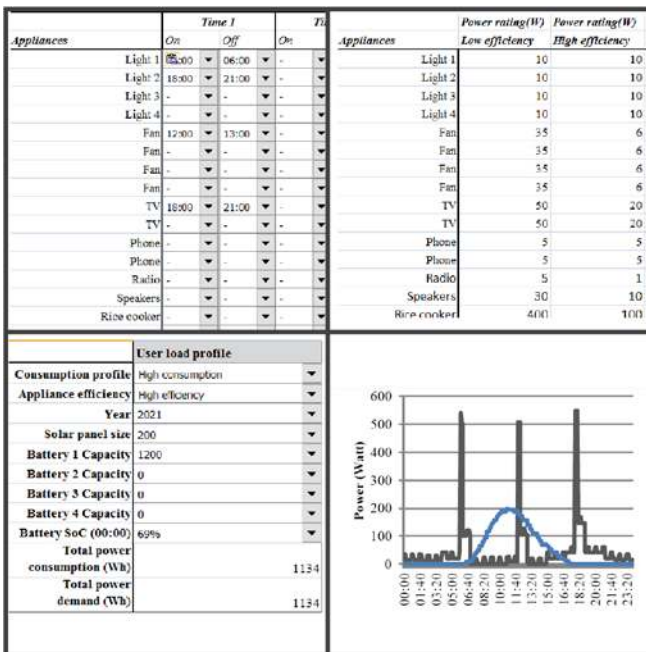 Time 1
Appliances On Off On
Light 1 :00 06:00 -
Light 2 18:00 21:00 -
Light 3 - - -
Light 4 - - -
Fan 12:00 13:00 -
Fan - - -
Fan - - -
Fan - - -
TV 18:00 21:00 -
TV - - -
Phone - - -
Phone - - -
Radio - - -
Speakers - - -
Rice cooker - - -
Power rating(W) Power rating(W)
Appliances Low efficiency High efficiency
Light 1 10 10
Light 2 10 10
Light 3 10 10
Light 4 10 10
Fan 35 6
Fan 35 6
Fan 35 6
Fan 35 6
TV 50 20
TV 50 20
Phone 5 5
Phone 5 5
Radio 5 1
Speakers 30 10
Rice cooker 400 100
User load profile
Consumption profile High consumption
Appliance efficiency High efficiency
Year 2021
Solar panel size 200
Battery 1 Capacity 1200
Battery 2 Capacity 0
Battery 3 Capacity 0
Battery 4 Capacity 0
Battery SoC (00:00) 69%
Total power
consumption (Wh) 1134
Total power
demand (Wh) 1134
Power (Watt)
600
500
400
300
200
100
0
00:00 01:40 03:20 05:00 06:40 08:20 10:00 11:40 13:20 15:00 16:40 18:20 20:00 21:40 23:20